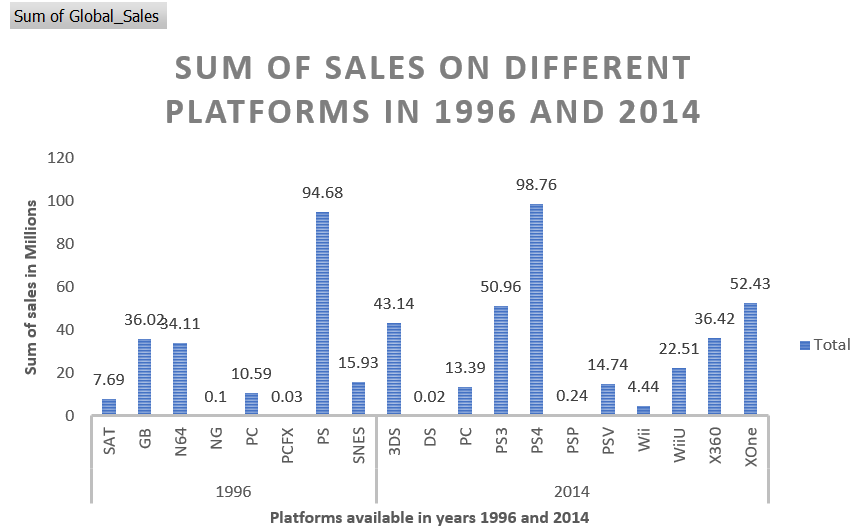 Sum of Global_Sales
SUM OF SALES ON DIFFERENT
PLATFORMS IN 1996 AND 2014
Sum of sales in Millions
120
100
80
60
40
20
0
7.69
36.02
34.11
0.1
10.59
0.03
94.68
15.93
43.14
0.02
13.39
50.96
98.76
0.24
14.74
4.44
22.51
36.42
52.43
Total
SAT
GB
N64
NG
PC
PCFX
PS
SNES
3DS
DS
PC
PS3
PS4
PSP
PSV
Wii
WiiU
X360
XOne
1996
2014
Platforms available in years 1996 and 2014